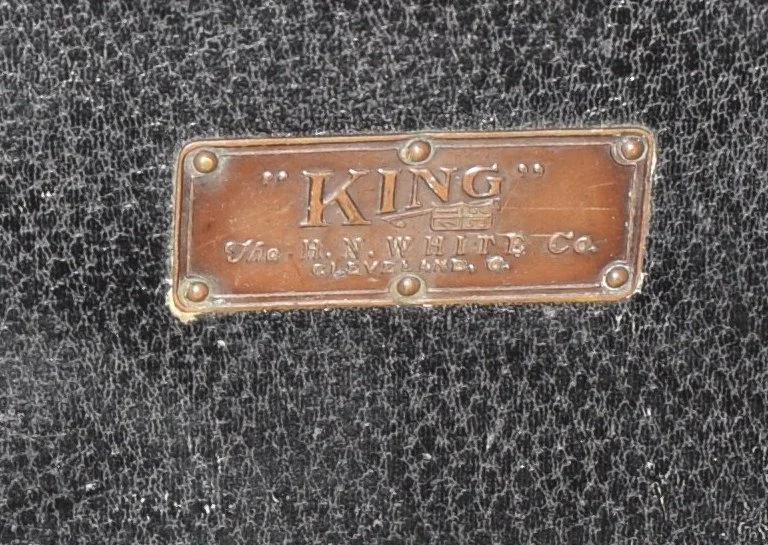 "KING"
The H. N. WHITE Co.
CLEVELAND, O.